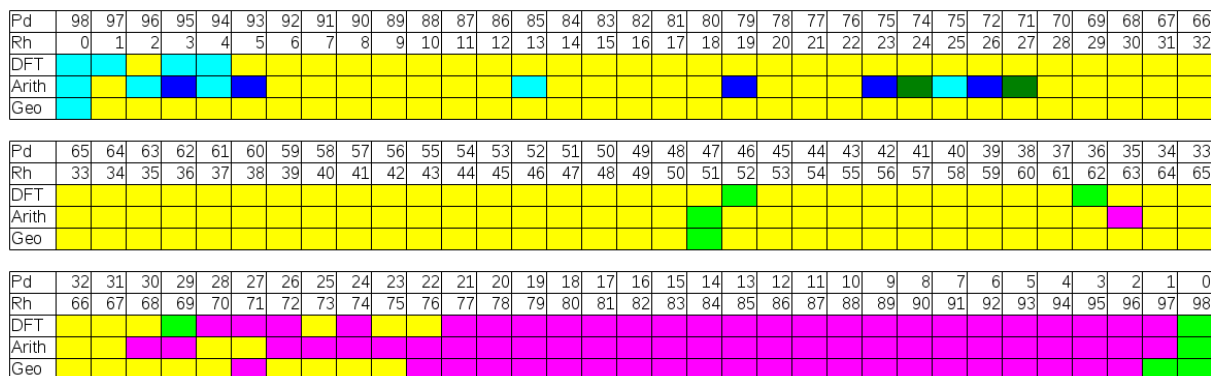 Pd 98 97 96 95 94 93 92 91 90 89 88 87 86 85 84 83 82 81 80 79 78 77 76 75 74 75 72 71 70 69 68 67 66
Rh 0 1 2 3 4 5 6 7 8 9 10 11 12 13 14 15 16 17 18 19 20 21 22 23 24 25 26 27 28 29 30 31 32
DFT
Arith
Geo
Pd 65 64 63 62 61 60 59 58 57 56 55 54 53 52 51 50 49 48 47 46 45 44 43 42 41 40 39 38 37 36 35 34 33
Rh 33 34 35 36 37 38 39 40 41 42 43 44 45 46 47 48 49 50 51 52 53 54 55 56 57 58 59 60 61 62 63 64 65
DFT
Arith
Geo
Pd 32 31 30 29 28 27 26 25 24 23 22 21 20 19 18 17 16 15 14 13 12 11 10 9 8 7 6 5 4 3 2 1 0
Rh 66 67 68 69 70 71 72 73 74 75 76 77 78 79 80 81 82 83 84 85 86 87 88 89 90 91 92 93 94 95 96 97 98
DFT
Arith
Geo